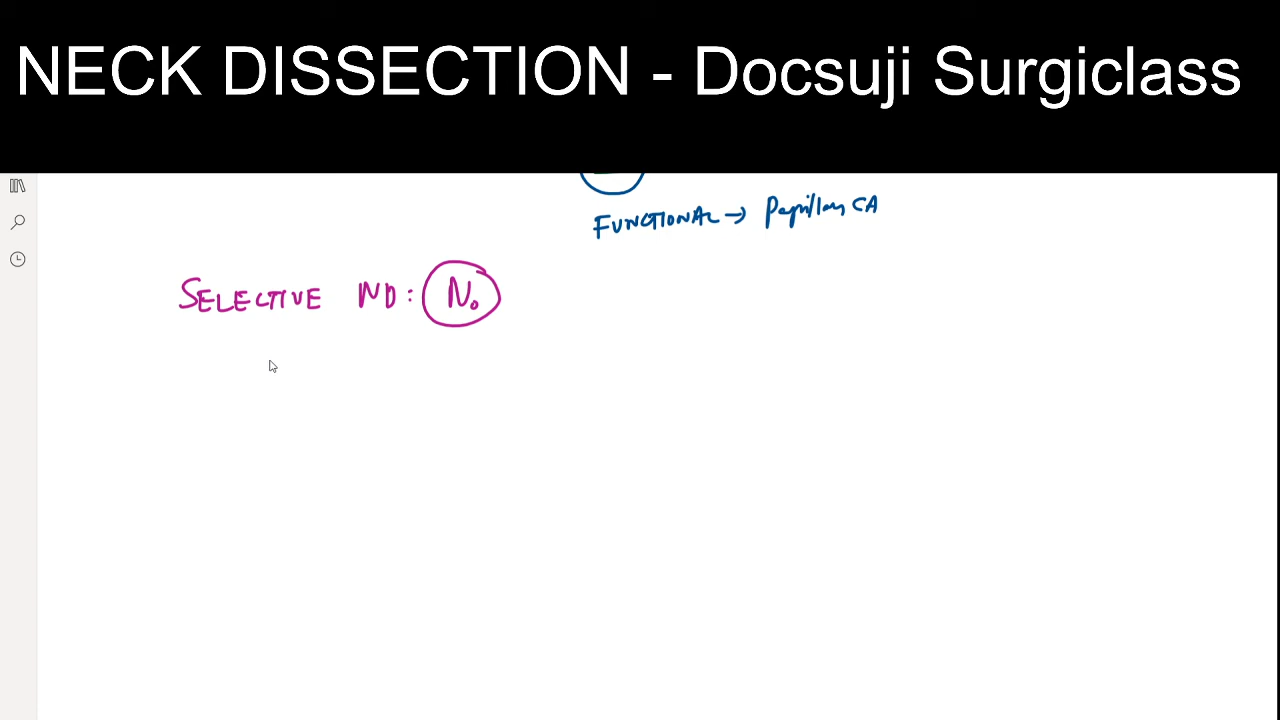 NECK DISSECTION - Docsuji Surgiclass
FUNCTIONAL → Papillary CA
SELECTIVE ND: N₀